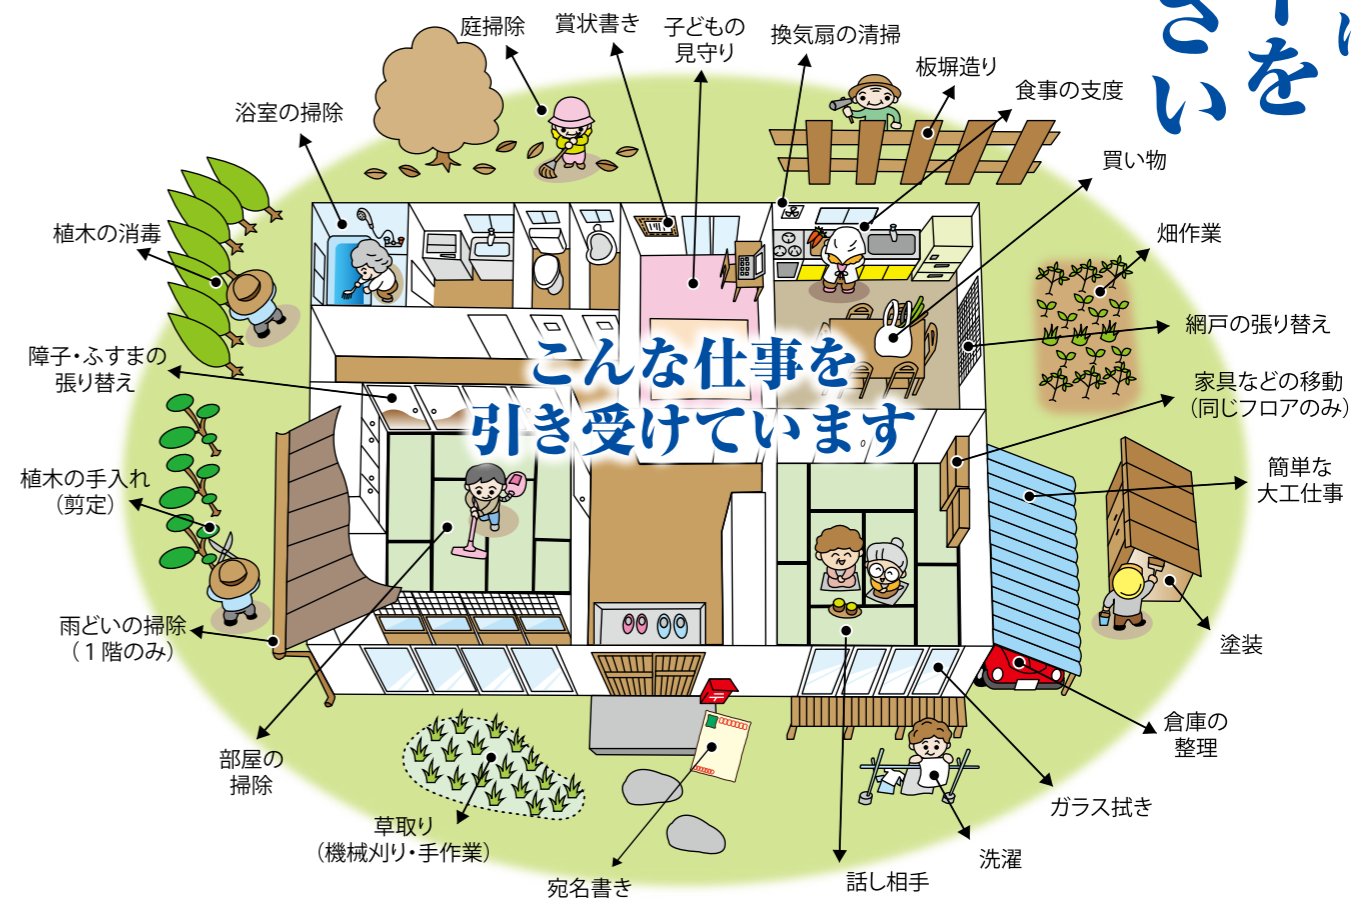 さい
を
庭掃除
賞状書き
子どもの
見守り
換気扇の清掃
板塀造り
食事の支度
買い物
畑作業
網戸の張り替え
家具などの移動
（同じフロアのみ）
簡単な
大工仕事
塗装
倉庫の
整理
ガラス拭き
洗濯
話し相手
宛名書き
草取り
（機械刈り・手作業）
部屋の
掃除
雨どいの掃除
（１階のみ）
植木の手入れ
（剪定）
障子・ふすまの
張り替え
植木の消毒
浴室の掃除
こんな仕事を
引き受けています